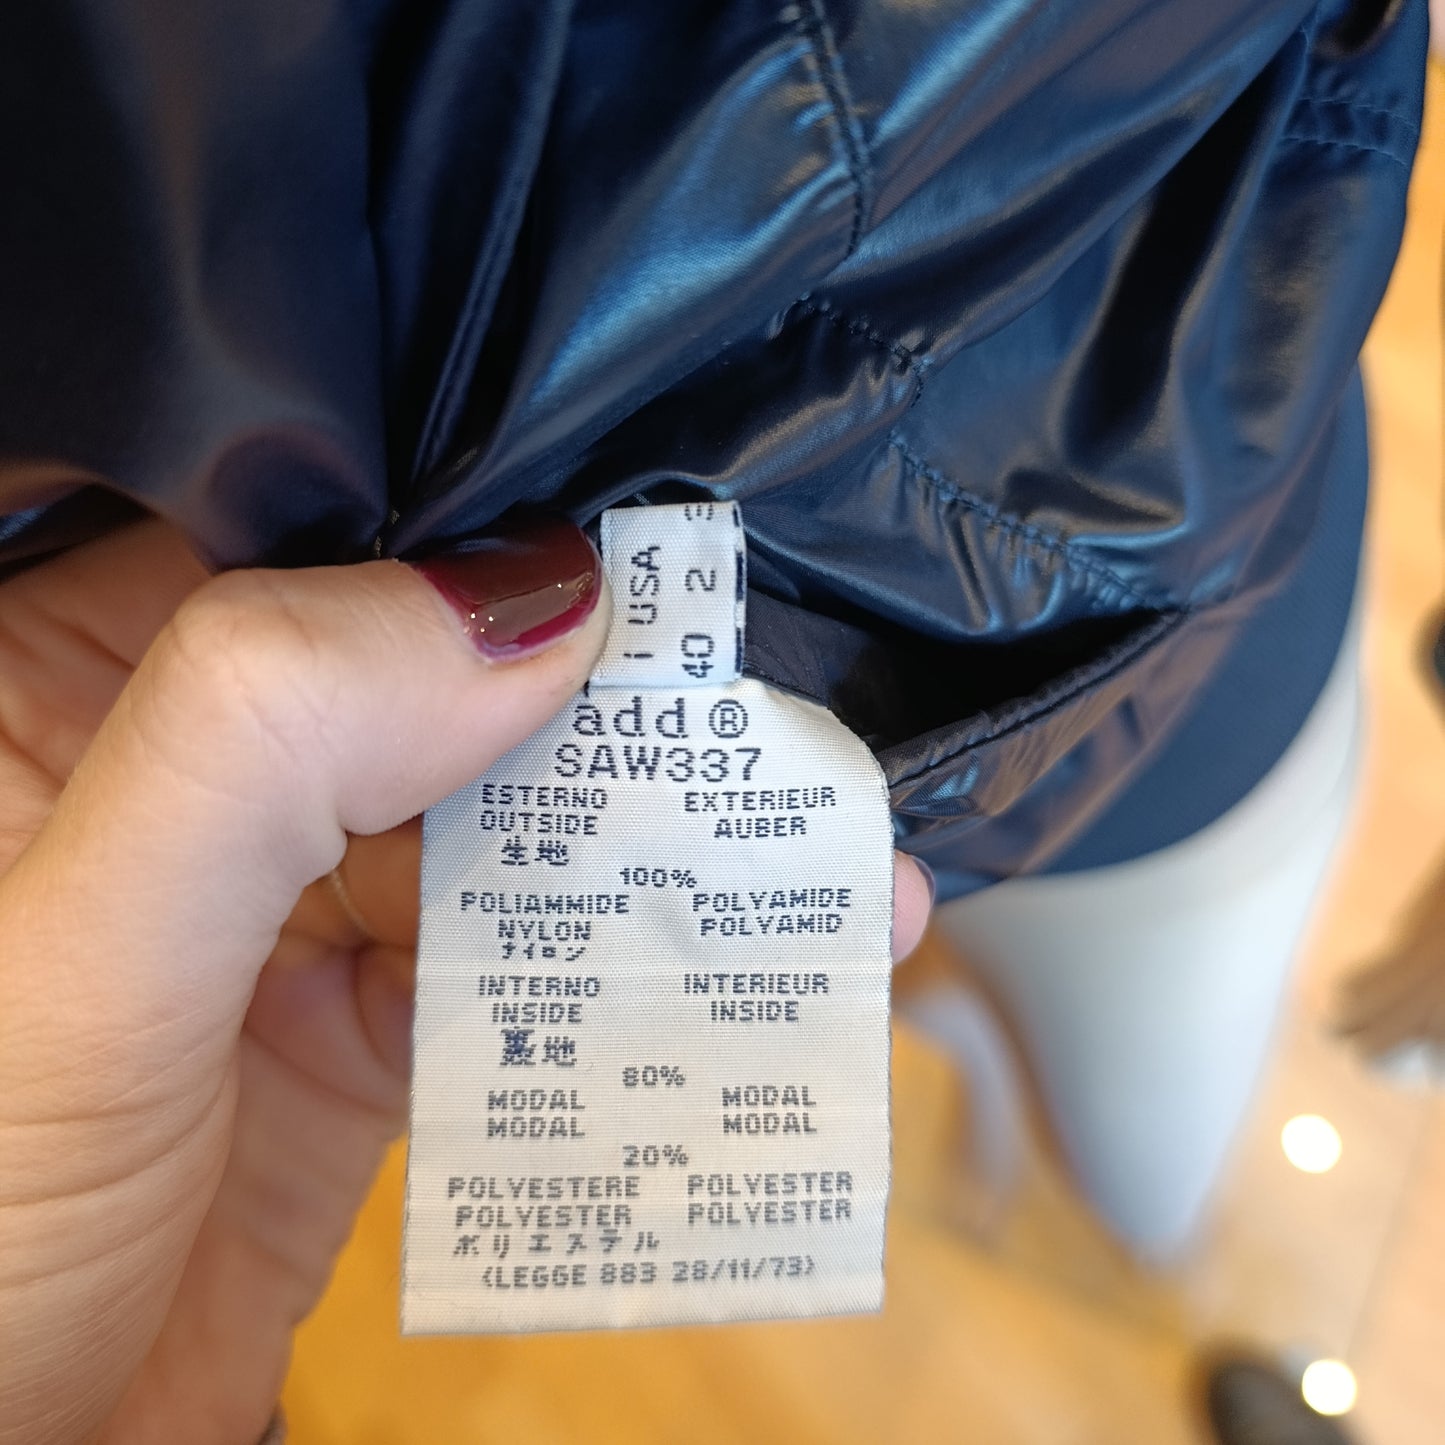 i USA
40 2 3
add ®
SAW337
ESTERNO EXTERIEUR
OUTSIDE AUBER
生地
100%
POLIAMMIDE POLYAMIDE
NYLON POLYAMID
ナイロン
INTERNO INTERIEUR
INSIDE INSIDE
裏地
80%
MODAL MODAL
MODAL MODAL
20%
POLYESTERE POLYESTER
POLYESTER POLYESTER
ポリエステル
(LEGGE 883 28/11/73)